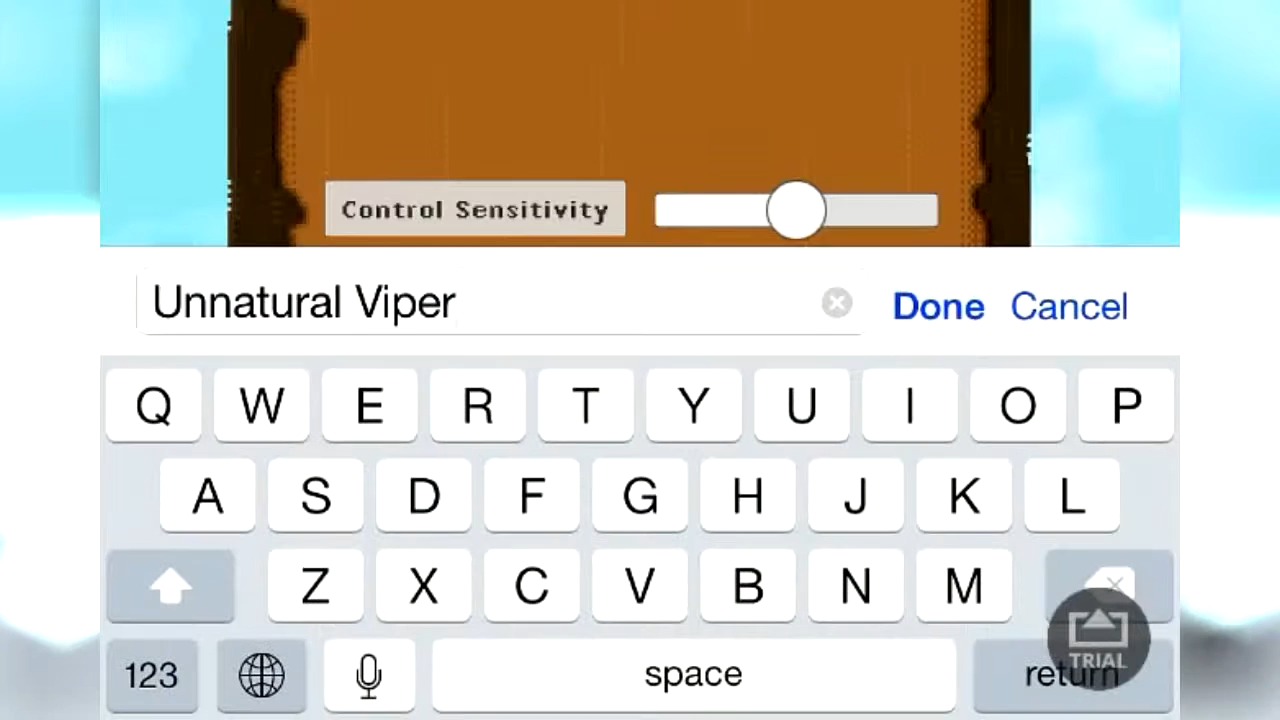 Control Sensitivity
Unnatural Viper
Done Cancel
Q W E R T Y U I O P
A S D F G H J K L
Z X C V B N M
TRIAL
123 space return